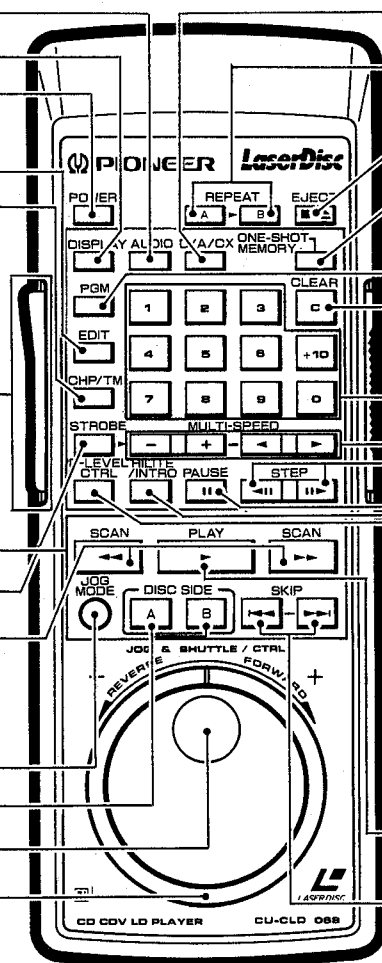 PIONEER LaserDisc
POWER REPEAT EJECT
A B
DISPLAY AUDIO ONE-SHOT
MEMORY
PGM CLEAR
1 2 3 C
EDIT
4 5 6 +10
CHP/TM
7 8 9 0
STROBE MULTI-SPEED
- +
D-LEVEL HILITE
CTRL /INTRO PAUSE STEP
SCAN PLAY SCAN
JOG
MODE
DISC SIDE SKIP
A B
JOG & SHUTTLE / CTRL
- REVERSE FORWARD +
LASERDISC
CD CDV LD PLAYER CU-CLD 068